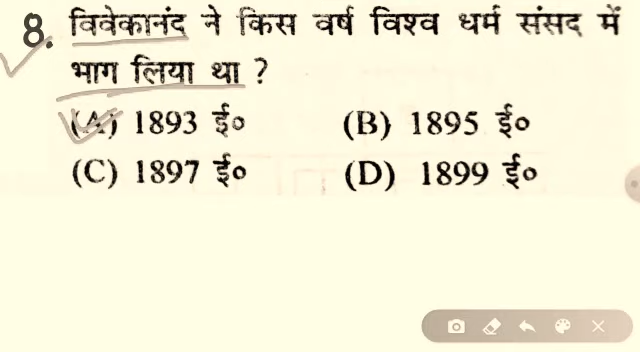 8. विवेकानंद ने किस वर्ष विश्व धर्म संसद में
भाग लिया था ?
(A) 1893 ई० (B) 1895 ई०
(C) 1897 ई० (D) 1899 ई०